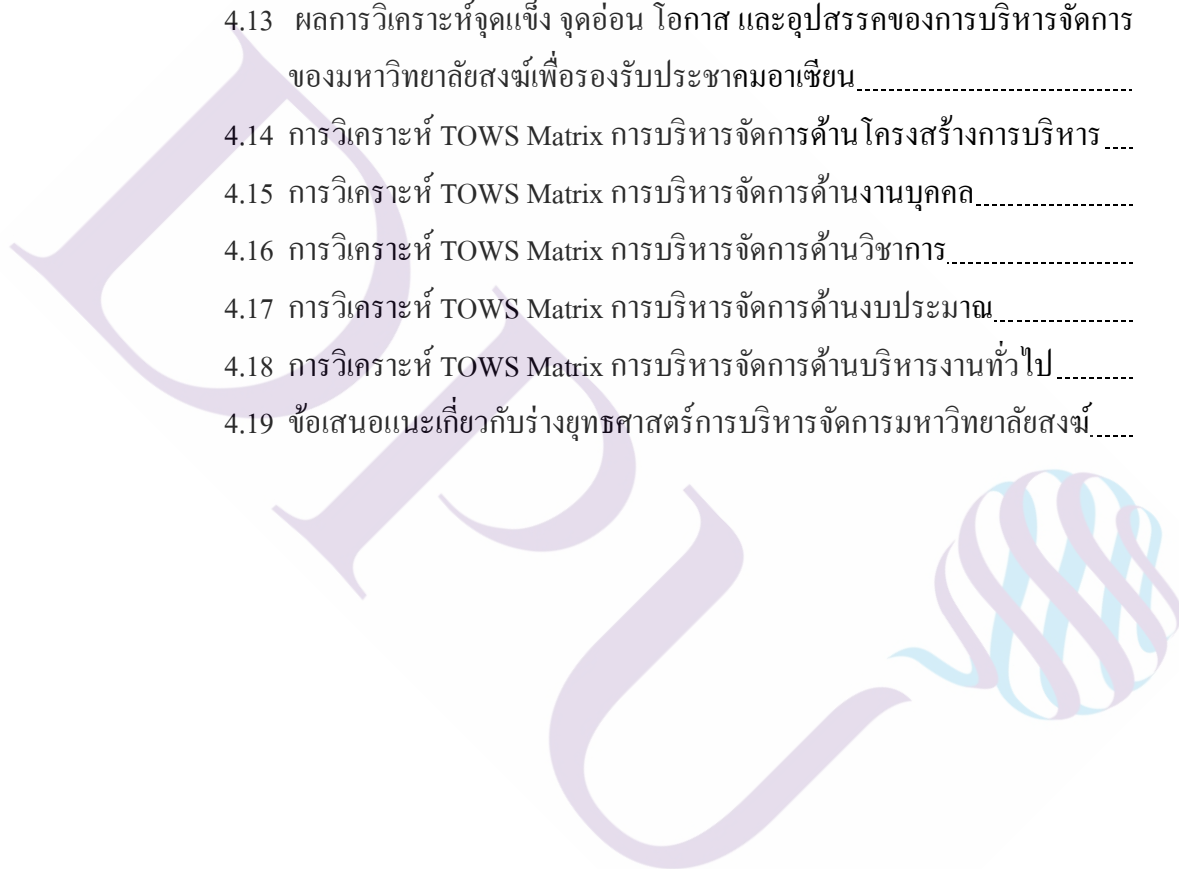 4.13 ผลการวิเคราะห์จุดแข็ง จุดอ่อน โอกาส และอุปสรรคของการบริหารจัดการ
ของมหาวิทยาลัยสงฆ์เพื่อรองรับประชาคมอาเซียน
4.14 การวิเคราะห์ TOWS Matrix การบริหารจัดการด้านโครงสร้างการบริหาร
4.15 การวิเคราะห์ TOWS Matrix การบริหารจัดการด้านงานบุคคล
4.16 การวิเคราะห์ TOWS Matrix การบริหารจัดการด้านวิชาการ
4.17 การวิเคราะห์ TOWS Matrix การบริหารจัดการด้านงบประมาณ
4.18 การวิเคราะห์ TOWS Matrix การบริหารจัดการด้านบริหารงานทั่วไป
4.19 ข้อเสนอแนะเกี่ยวกับร่างยุทธศาสตร์การบริหารจัดการมหาวิทยาลัยสงฆ์
DPU